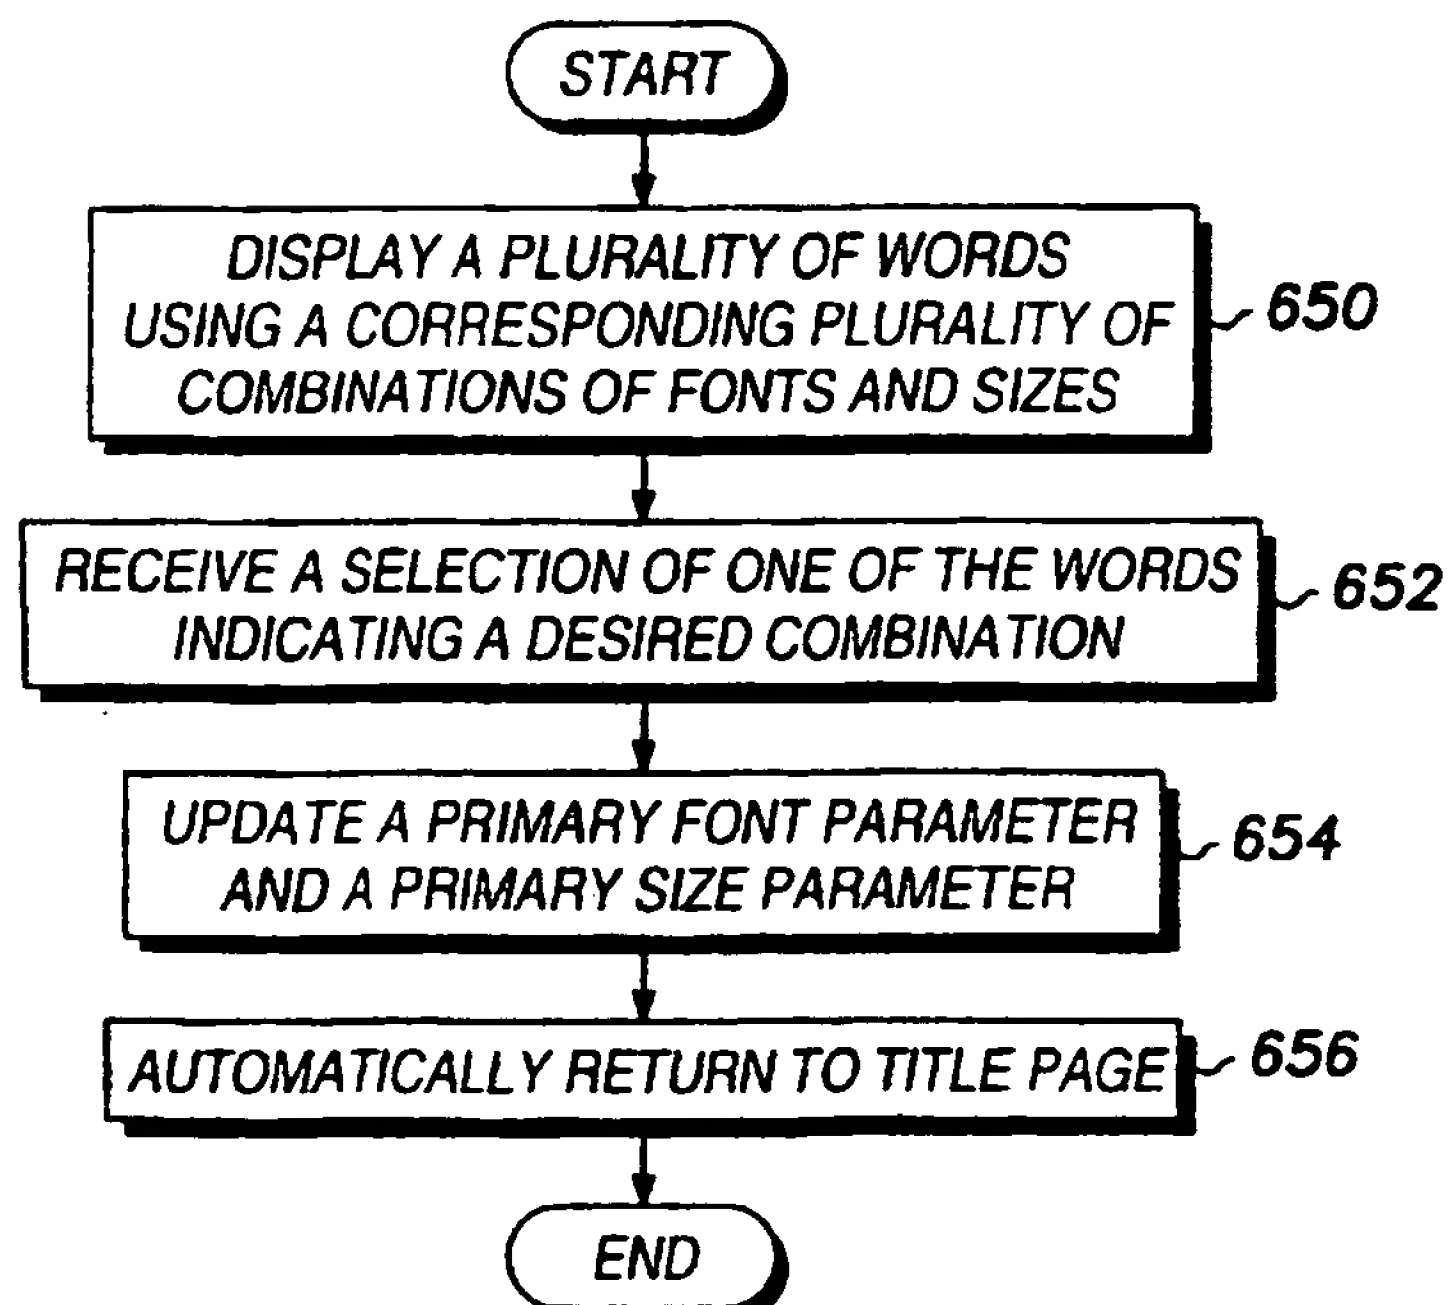 START
DISPLAY A PLURALITY OF WORDS
USING A CORRESPONDING PLURALITY OF
COMBINATIONS OF FONTS AND SIZES
650
RECEIVE A SELECTION OF ONE OF THE WORDS
INDICATING A DESIRED COMBINATION
652
UPDATE A PRIMARY FONT PARAMETER
AND A PRIMARY SIZE PARAMETER
654
AUTOMATICALLY RETURN TO TITLE PAGE
656
END